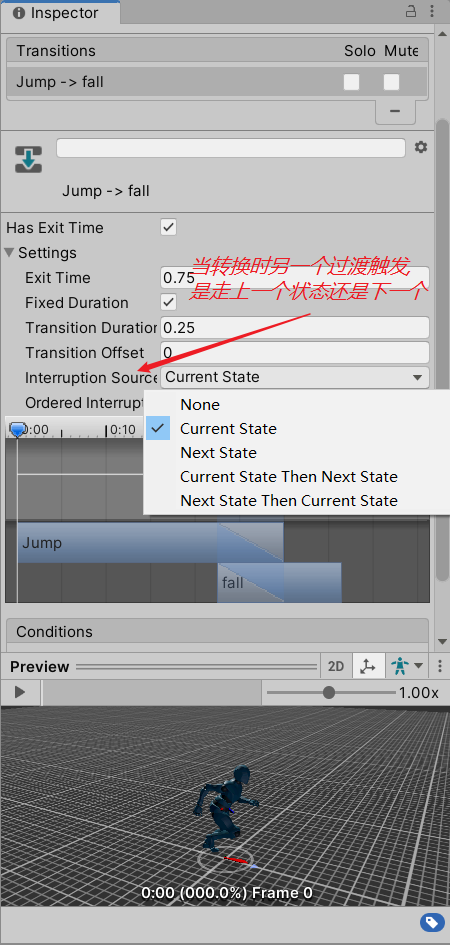 Inspector
Transitions Solo Mute
Jump -> fall
Jump -> fall
Has Exit Time
Settings
当转换时另一个过渡触发,
Exit Time 0.75
是走上一个状态还是下一个
Fixed Duration
Transition Duration 0.25
Transition Offset 0
Interruption Source Current State
Ordered Interrupt
None
Current State
Next State
Current State Then Next State
Next State Then Current State
0:00 0:10
Jump
fall
Conditions
Preview 2D
1.00x
0:00 (000.0%) Frame 0